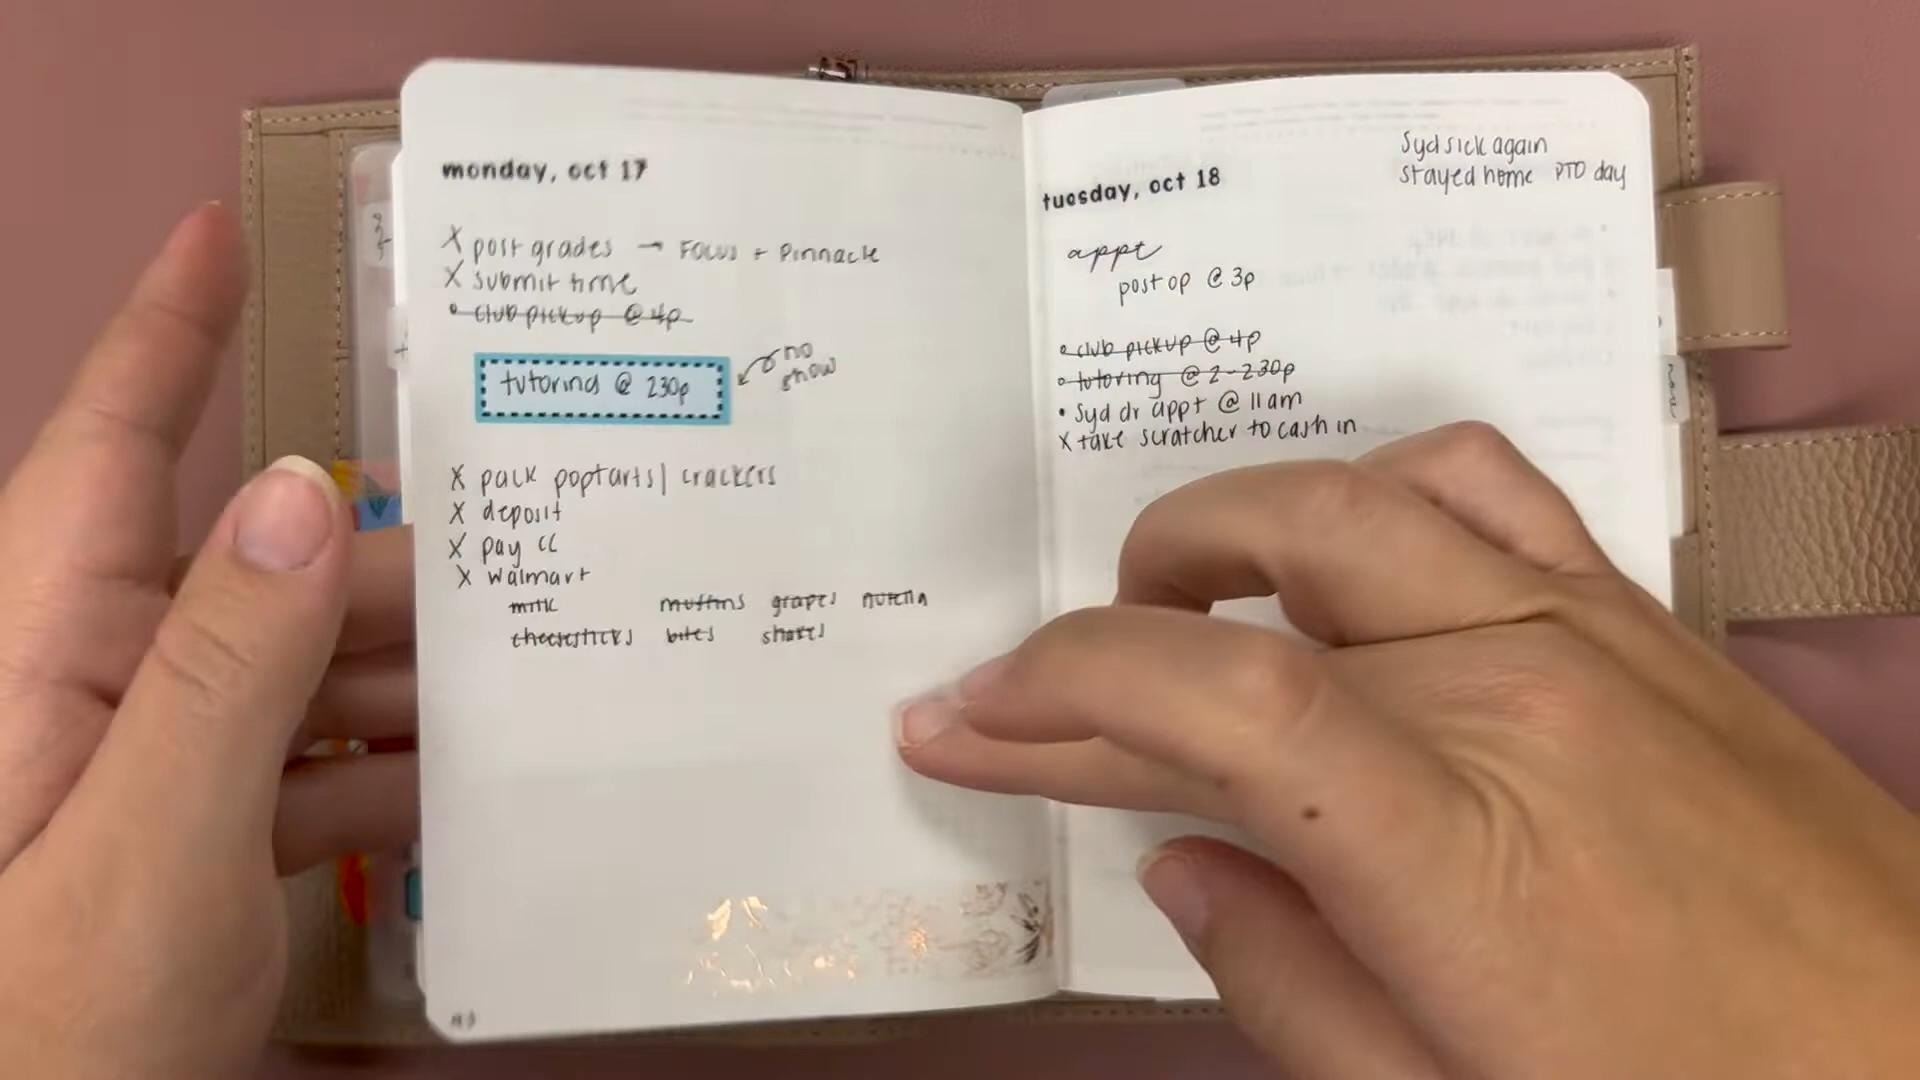 monday, oct 17
X post grades → Focus + Pinnacle
X submit time
• club pickup @ 4p
tutoring @ 230p
no
show
X pack poptarts| crackers
X deposit
X pay cc
X walmart
milk muffins grapes nutella
cheesesticks bites shakes
Syd sick again
stayed home PTO day
tuesday, oct 18
appt
post op @ 3p
• club pickup @ 4p
• tutoring @ 2-230p
• Syd dr appt @ 11am
X take scratcher to cash in